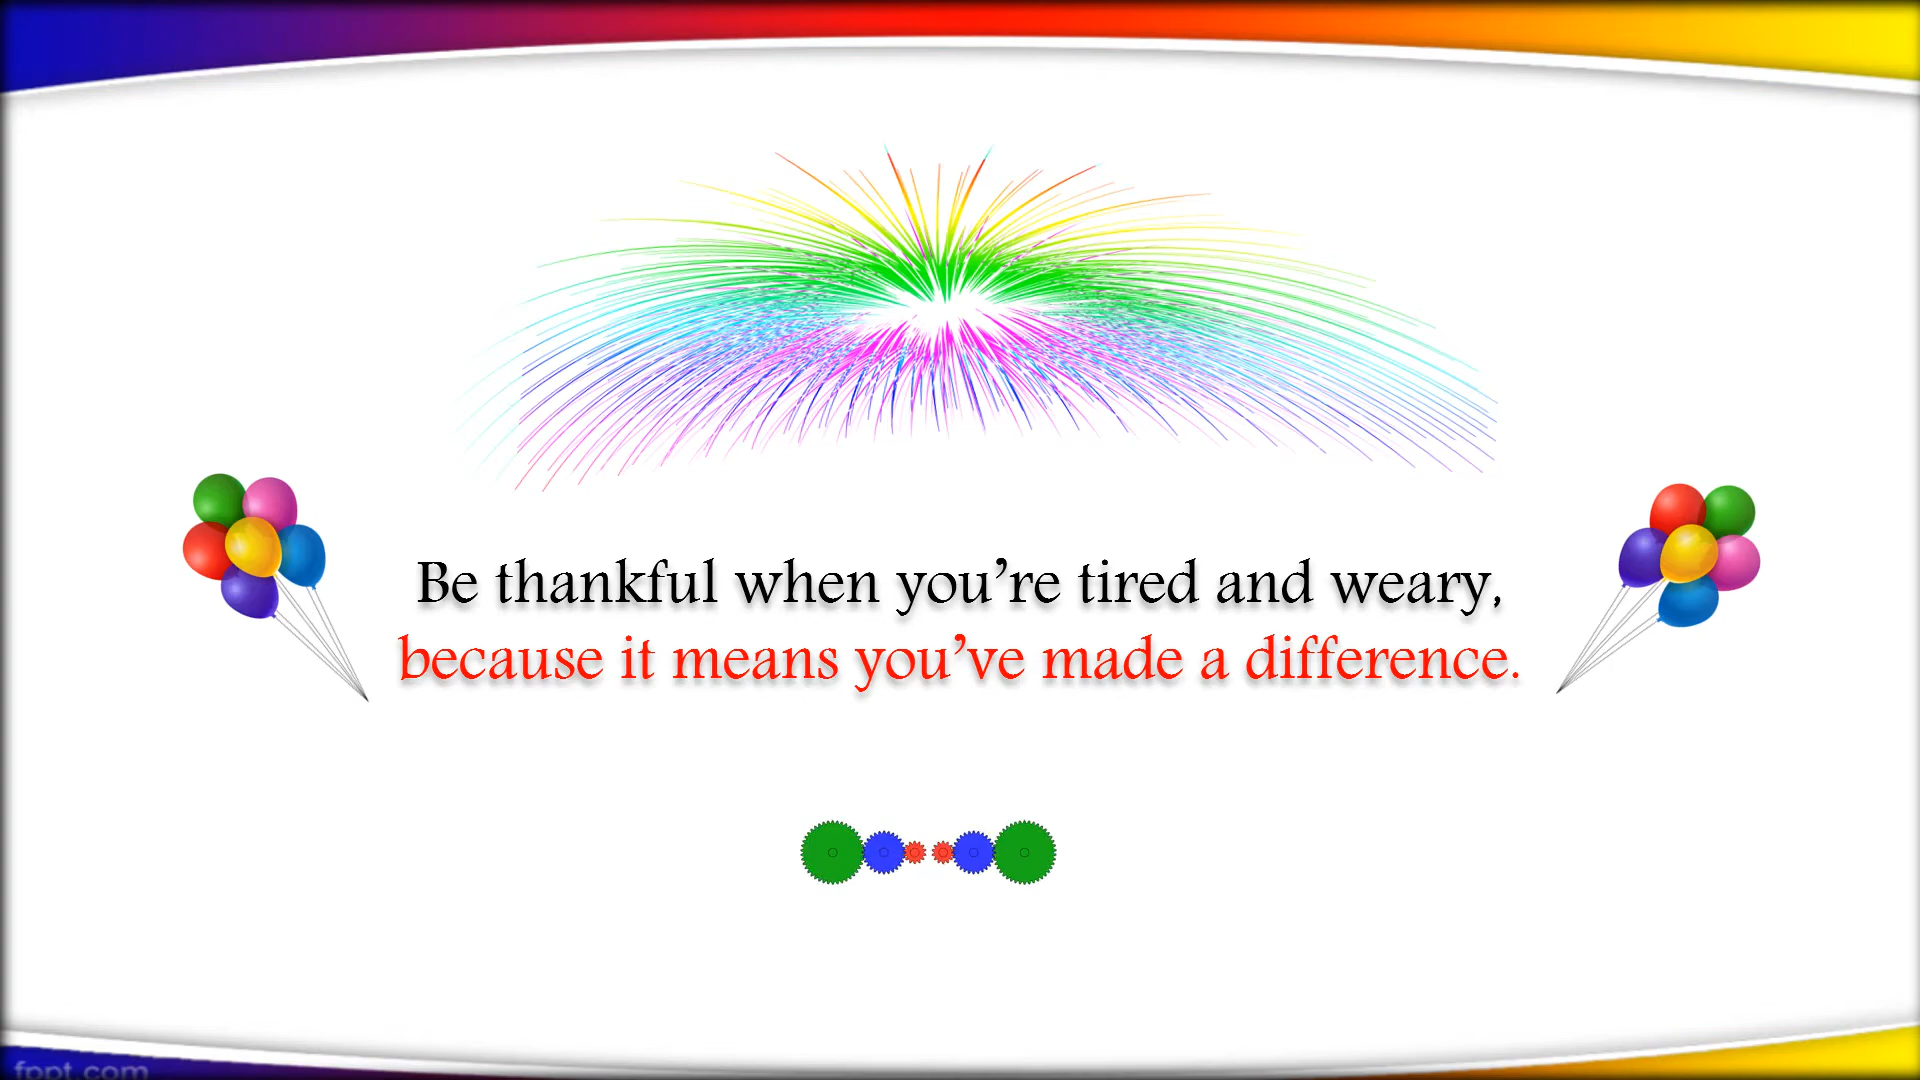 Be thankful when you’re tired and weary,
because it means you’ve made a difference.
fppt.com